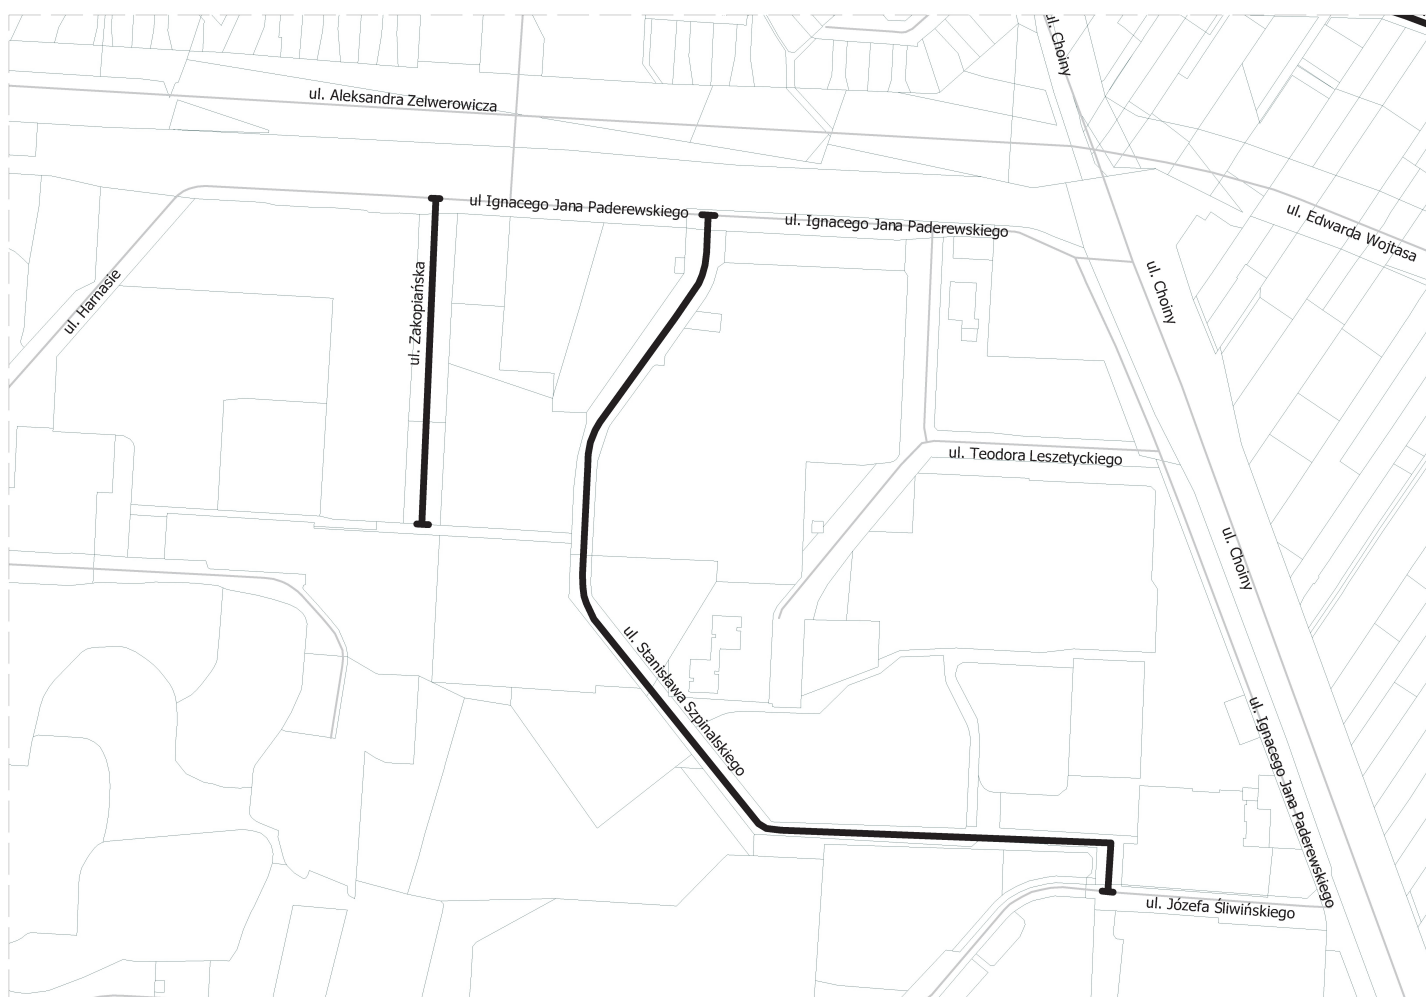 ul. Choiny
ul. Aleksandra Zelwerowicza
ul Ignacego Jana Paderewskiego
ul. Ignacego Jana Paderewskiego
ul. Edwarda Wojtasa
ul. Harnasie
ul. Zakopiańska
ul. Choiny
ul. Teodora Leszetyckiego
ul. Choiny
ul. Stanisława Szpinalskiego
ul. Ignacego Jana Paderewskiego
ul. Józefa Śliwińskiego